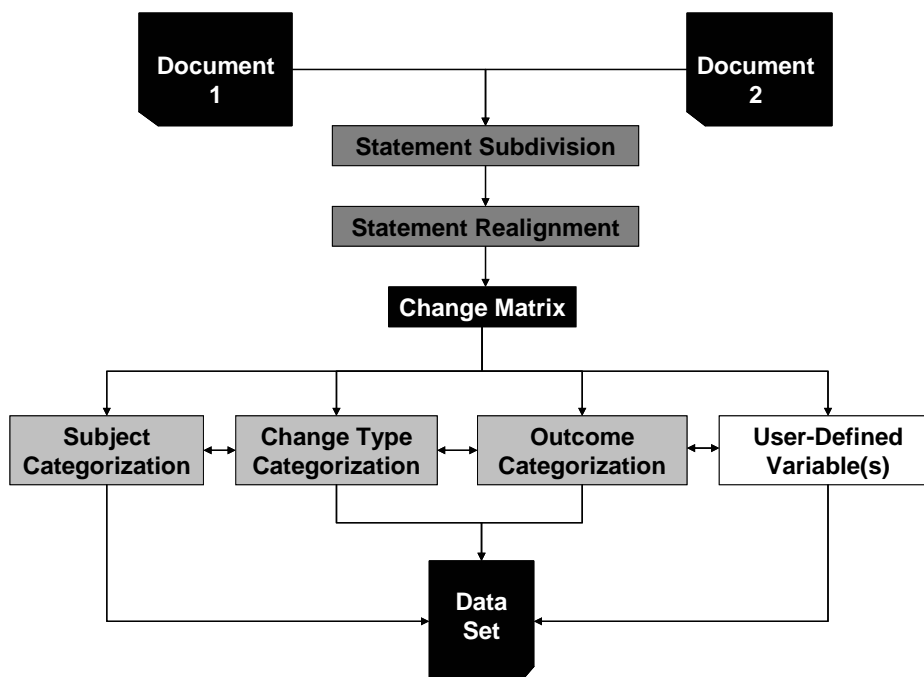 Document
1
Document
2
Statement Subdivision
Statement Realignment
Change Matrix
Subject
Categorization
Change Type
Categorization
Outcome
Categorization
User-Defined
Variable(s)
Data
Set